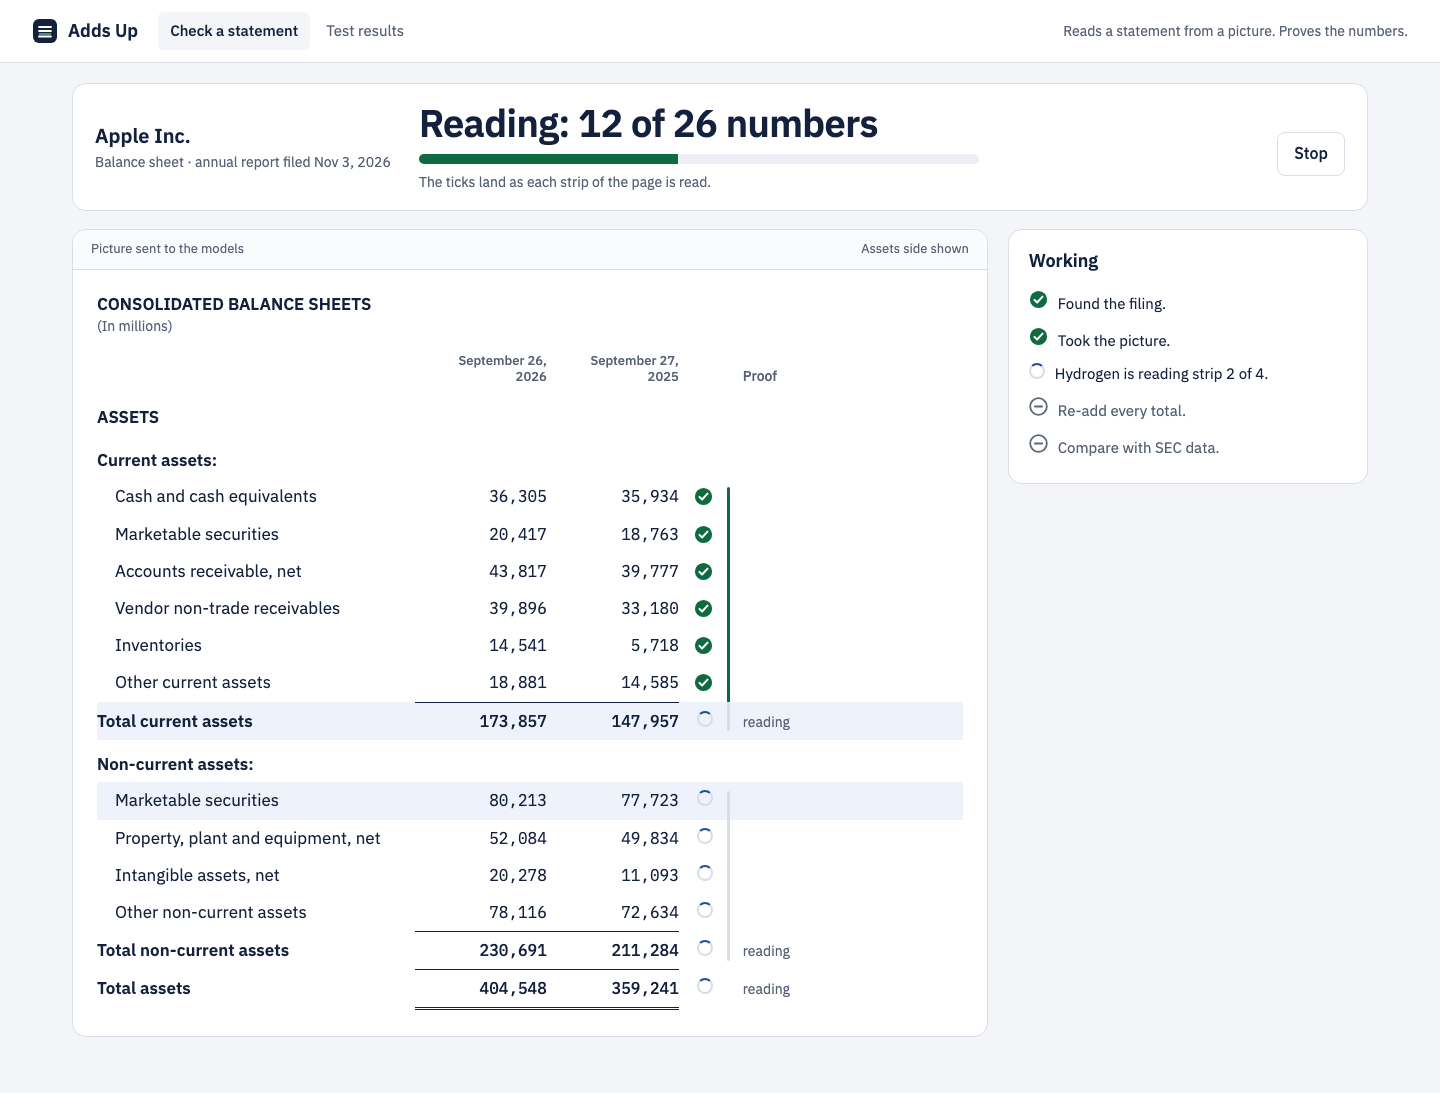 Adds Up
Check a statement
Test results
Reads a statement from a picture. Proves the numbers.
Apple Inc.
Balance sheet · annual report filed Nov 3, 2026
Reading: 12 of 26 numbers
The ticks land as each strip of the page is read.
Stop
Picture sent to the models
Assets side shown
CONSOLIDATED BALANCE SHEETS
(In millions)
September 26, 2026
September 27, 2025
Proof
ASSETS
Current assets:
Cash and cash equivalents 36,305 35,934
Marketable securities 20,417 18,763
Accounts receivable, net 43,817 39,777
Vendor non-trade receivables 39,896 33,180
Inventories 14,541 5,718
Other current assets 18,881 14,585
Total current assets 173,857 147,957 reading
Non-current assets:
Marketable securities 80,213 77,723
Property, plant and equipment, net 52,084 49,834
Intangible assets, net 20,278 11,093
Other non-current assets 78,116 72,634
Total non-current assets 230,691 211,284 reading
Total assets 404,548 359,241 reading
Working
Found the filing.
Took the picture.
Hydrogen is reading strip 2 of 4.
Re-add every total.
Compare with SEC data.